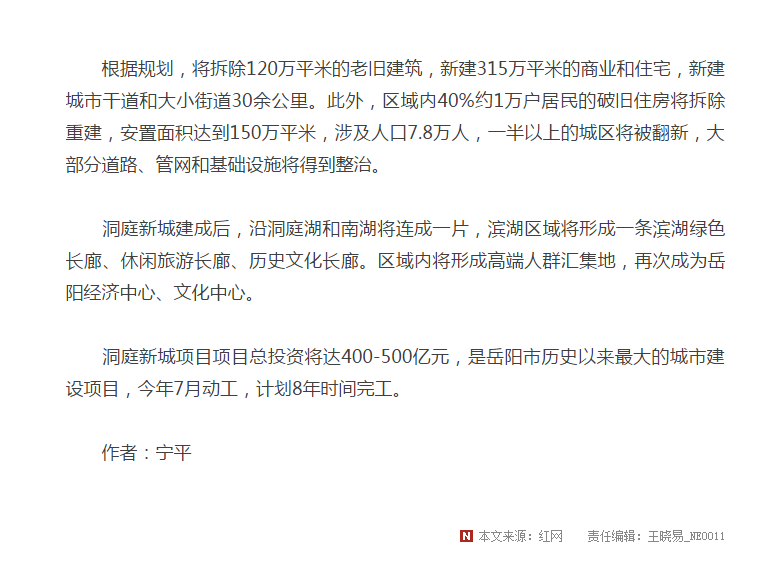 根据规划，将拆除120万平米的老旧建筑，新建315万平米的商业和住宅，新建
城市干道和大小街道30余公里。此外，区域内40%约1万户居民的破旧住房将拆除
重建，安置面积达到150万平米，涉及人口7.8万人，一半以上的城区将被翻新，大
部分道路、管网和基础设施将得到整治。
洞庭新城建成后，沿洞庭湖和南湖将连成一片，滨湖区域将形成一条滨湖绿色
长廊、休闲旅游长廊、历史文化长廊。区域内将形成高端人群汇集地，再次成为岳
阳经济中心、文化中心。
洞庭新城项目项目总投资将达400-500亿元，是岳阳市历史以来最大的城市建
设项目，今年7月动工，计划8年时间完工。
作者：宁平
N 本文来源：红网 责任编辑：王晓易_NE0011